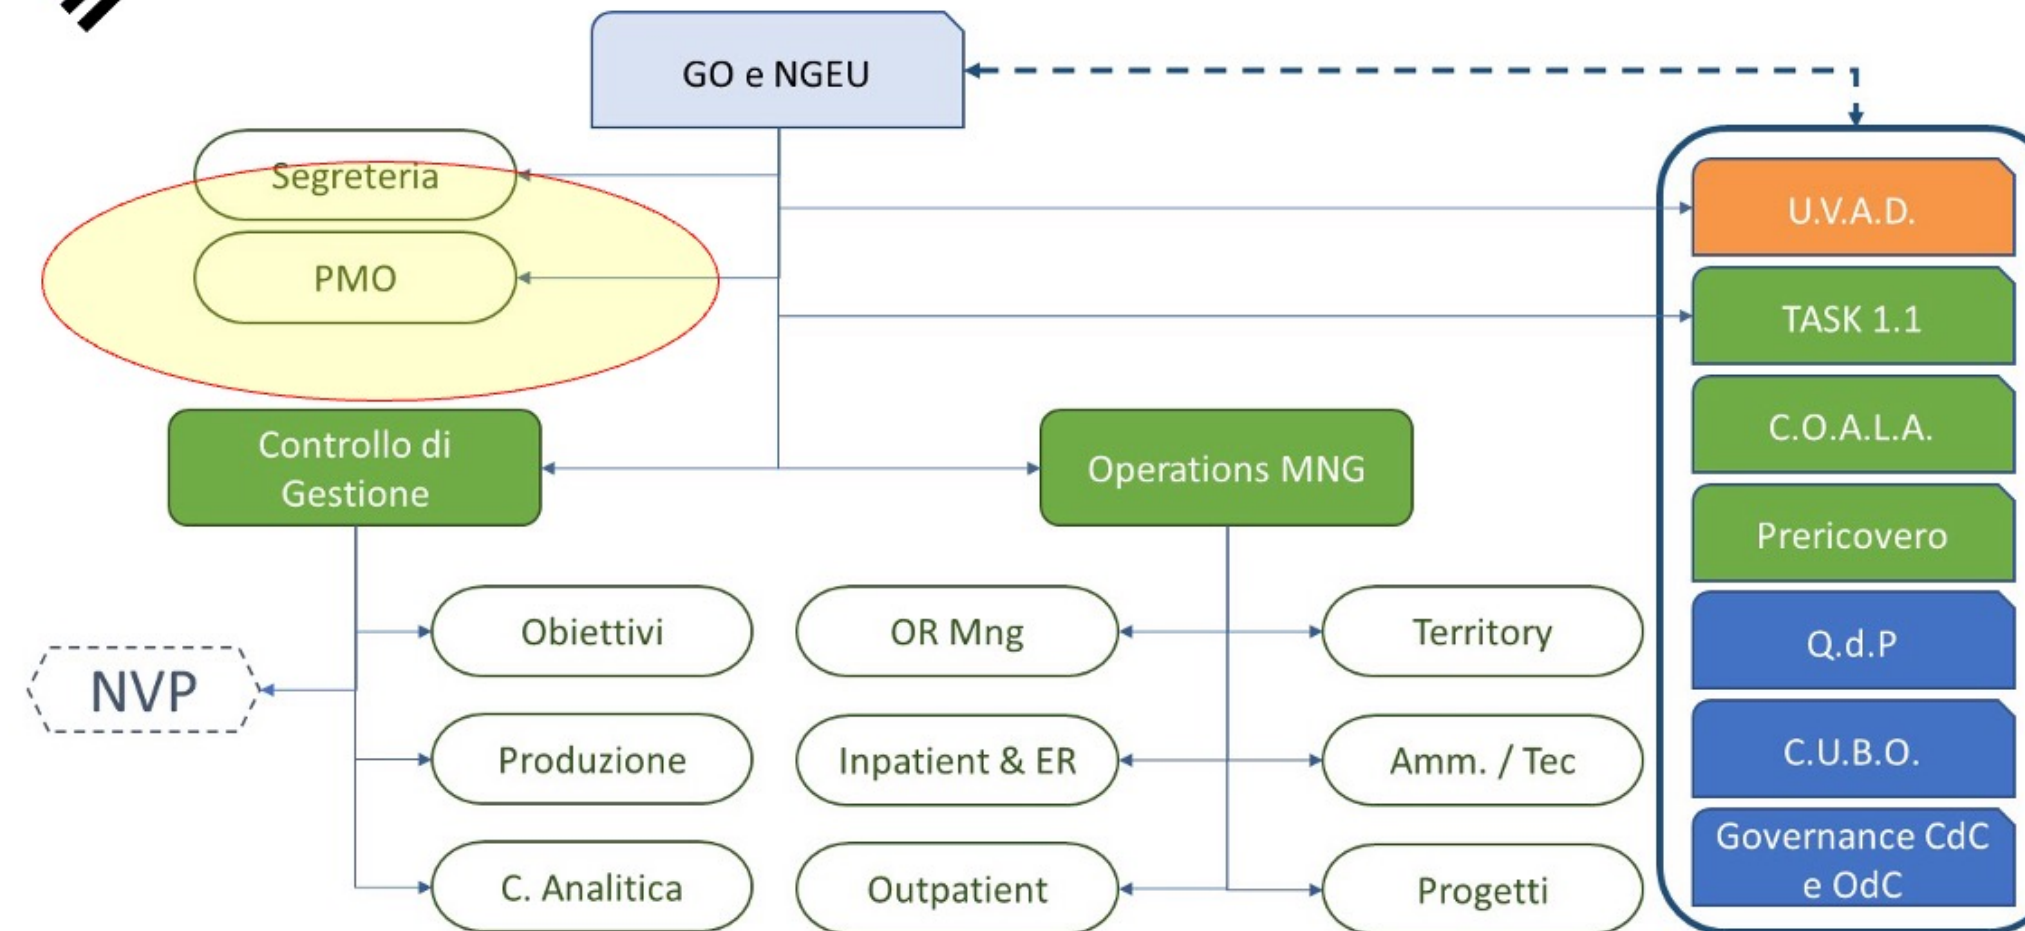 GO e NGEU
Segreteria
PMO
U.V.A.D.
TASK 1.1
C.O.A.L.A.
Prericovero
Q.d.P
C.U.B.O.
Governance CdC
e OdC
Controllo di
Gestione
Operations MNG
NVP
Obiettivi
Produzione
C. Analitica
OR Mng
Inpatient & ER
Outpatient
Territory
Amm. / Tec
Progetti